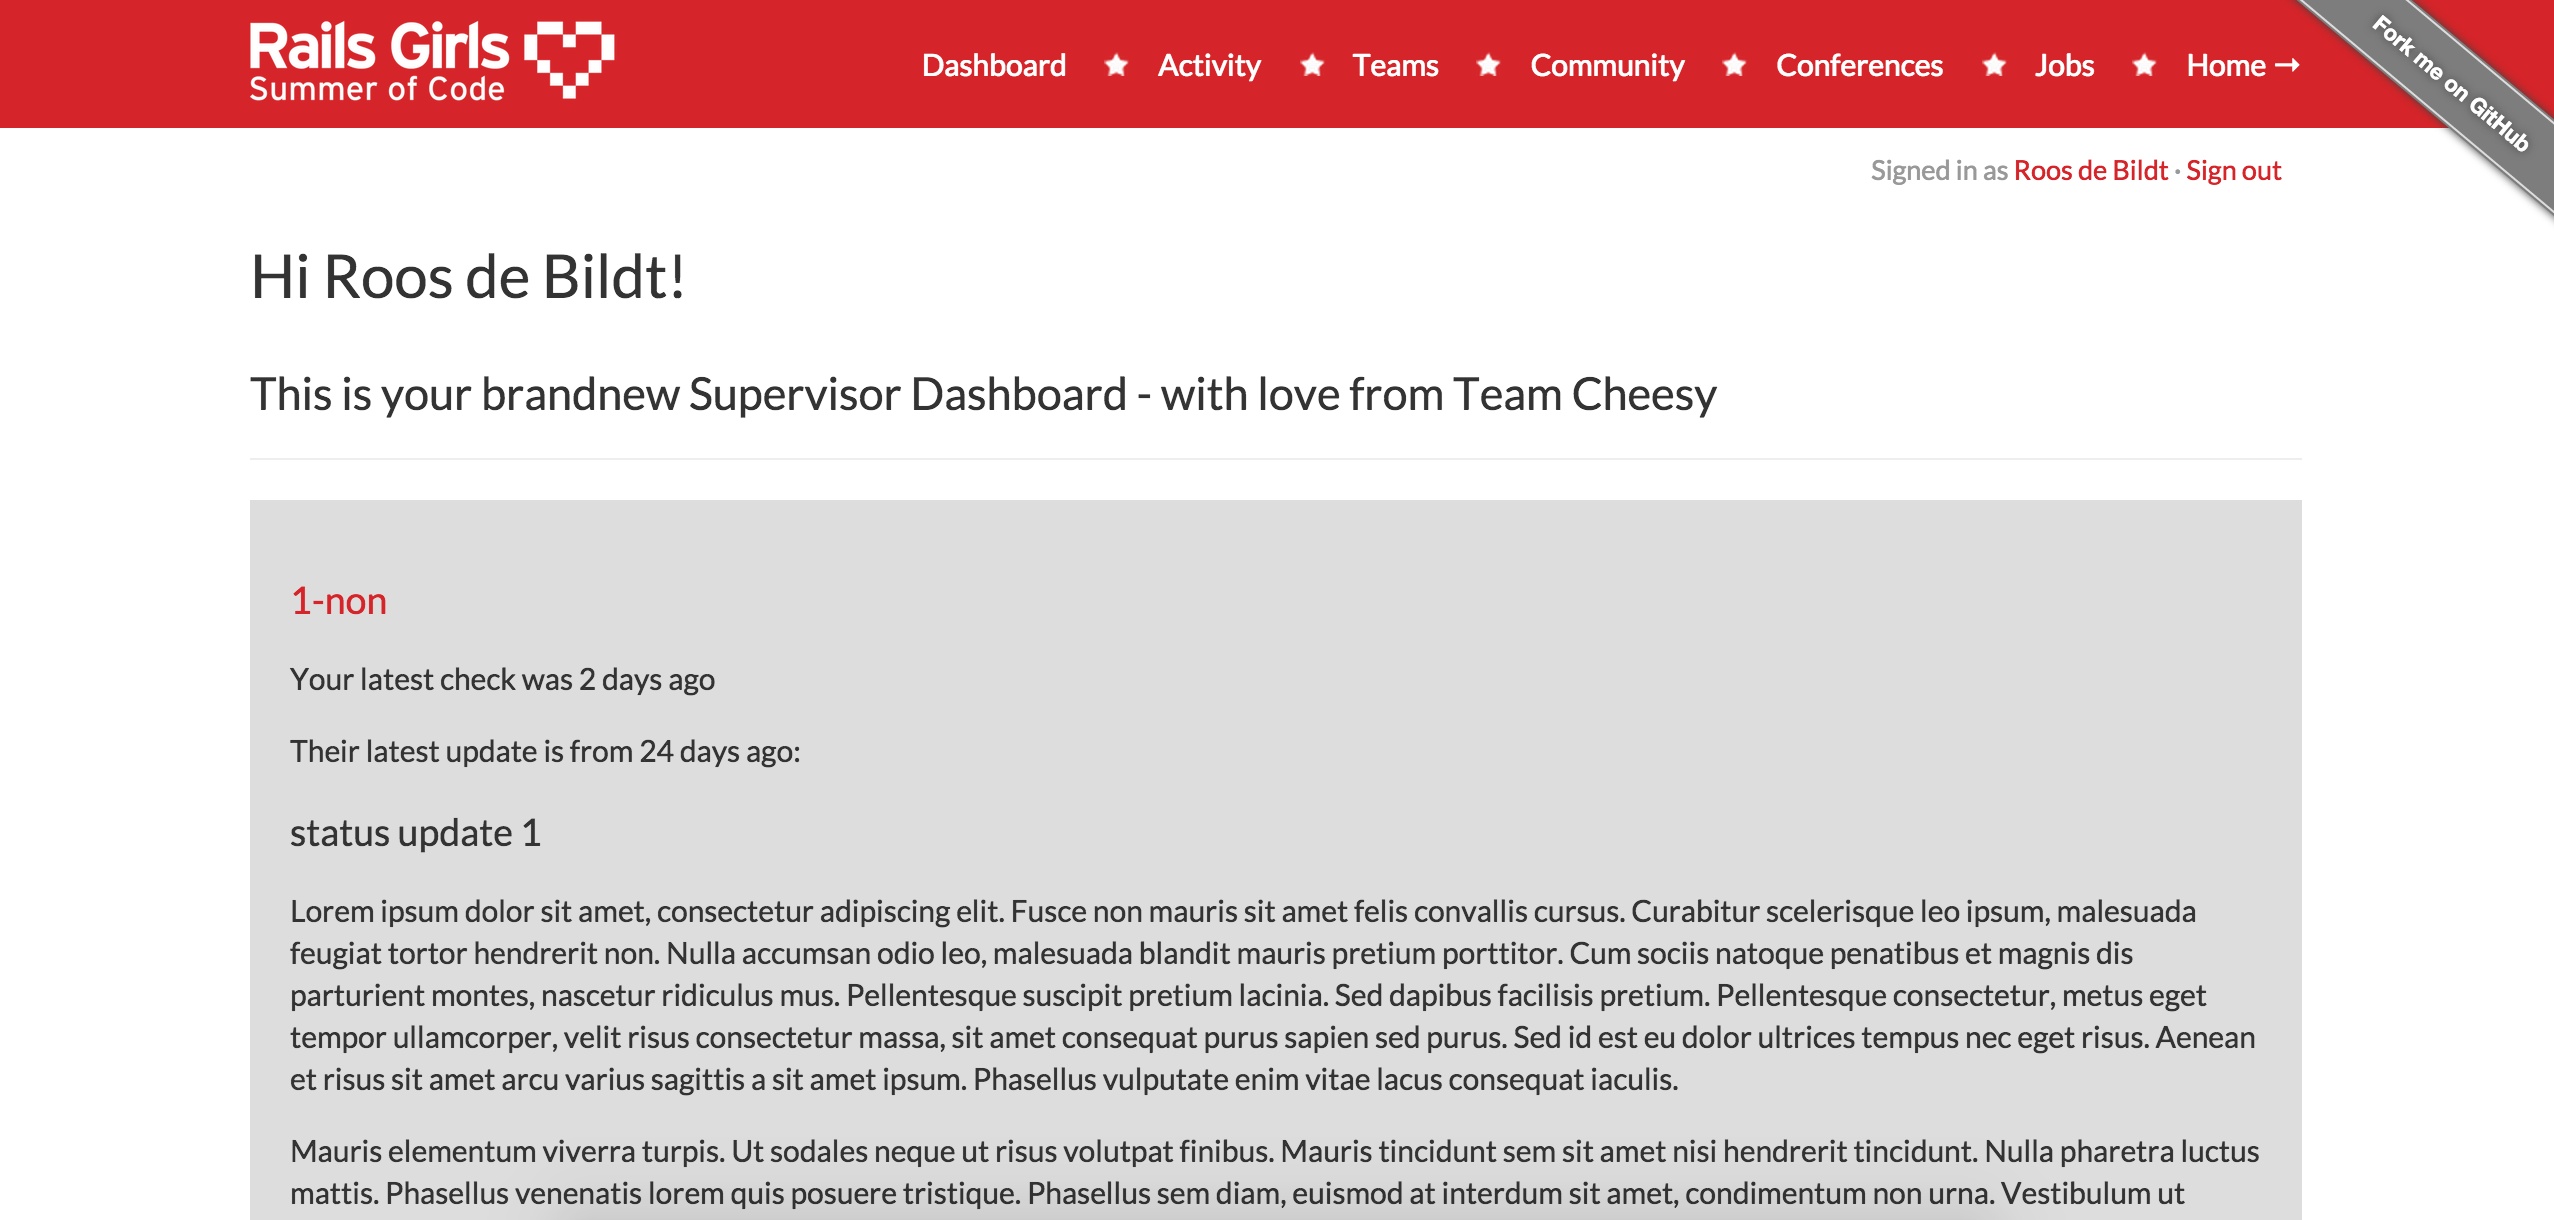 Rails Girls
Summer of Code
Dashboard ★ Activity ★ Teams ★ Community ★ Conferences ★ Jobs ★ Home →
Fork me on GitHub
Signed in as Roos de Bildt · Sign out
Hi Roos de Bildt!
This is your brandnew Supervisor Dashboard - with love from Team Cheesy
1-non
Your latest check was 2 days ago
Their latest update is from 24 days ago:
status update 1
Lorem ipsum dolor sit amet, consectetur adipiscing elit. Fusce non mauris sit amet felis convallis cursus. Curabitur scelerisque leo ipsum, malesuada
feugiat tortor hendrerit non. Nulla accumsan odio leo, malesuada blandit mauris pretium porttitor. Cum sociis natoque penatibus et magnis dis
parturient montes, nascetur ridiculus mus. Pellentesque suscipit pretium lacinia. Sed dapibus facilisis pretium. Pellentesque consectetur, metus eget
tempor ullamcorper, velit risus consectetur massa, sit amet consequat purus sapien sed purus. Sed id est eu dolor ultrices tempus nec eget risus. Aenean
et risus sit amet arcu varius sagittis a sit amet ipsum. Phasellus vulputate enim vitae lacus consequat iaculis.
Mauris elementum viverra turpis. Ut sodales neque ut risus volutpat finibus. Mauris tincidunt sem sit amet nisi hendrerit tincidunt. Nulla pharetra luctus
mattis. Phasellus venenatis lorem quis posuere tristique. Phasellus sem diam, euismod at interdum sit amet, condimentum non urna. Vestibulum ut